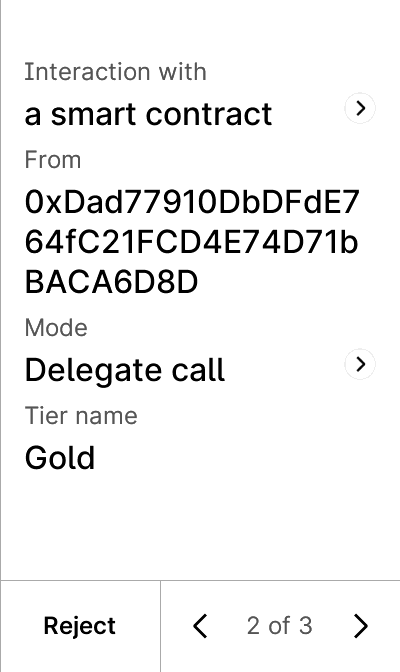 Interaction with
a smart contract
From
0xDad77910DbDFdE7
64fC21FCD4E74D71b
BACA6D8D
Mode
Delegate call
Tier name
Gold
Reject
2 of 3